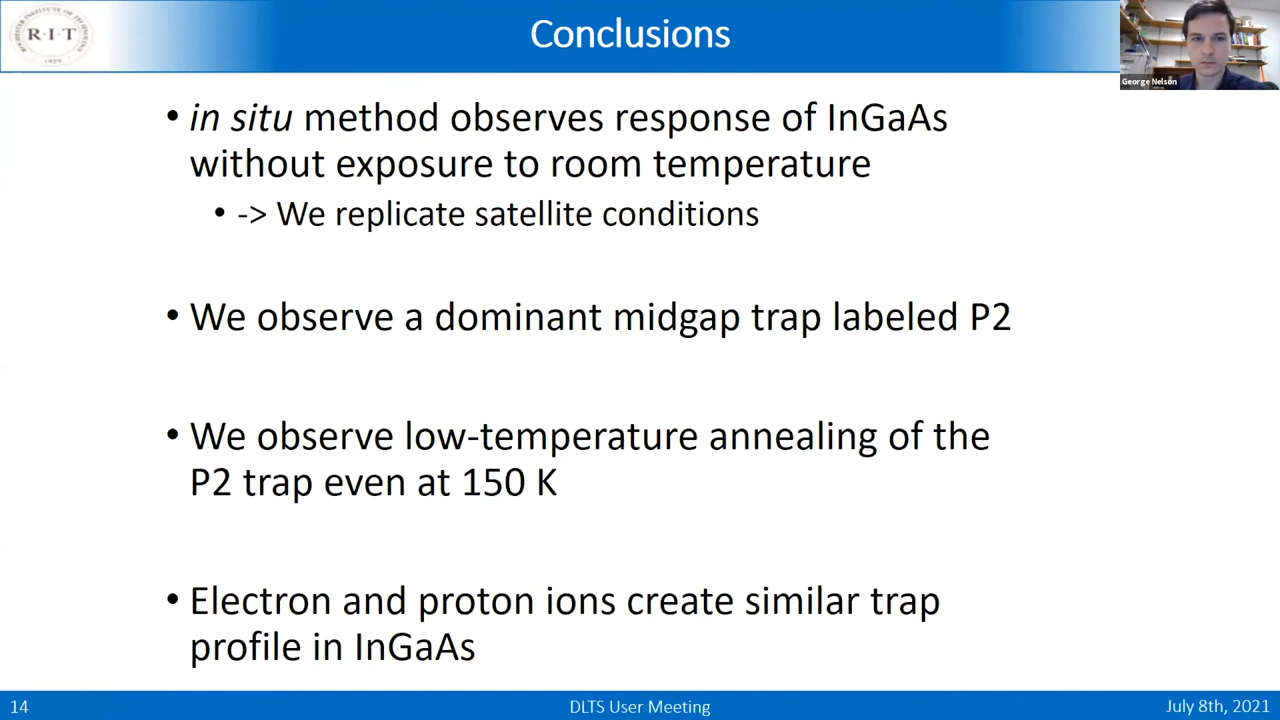 R·I·T
Conclusions
George Nelson
• in situ method observes response of InGaAs
without exposure to room temperature
• -> We replicate satellite conditions
• We observe a dominant midgap trap labeled P2
• We observe low-temperature annealing of the
P2 trap even at 150 K
• Electron and proton ions create similar trap
profile in InGaAs
14
DLTS User Meeting
July 8th, 2021